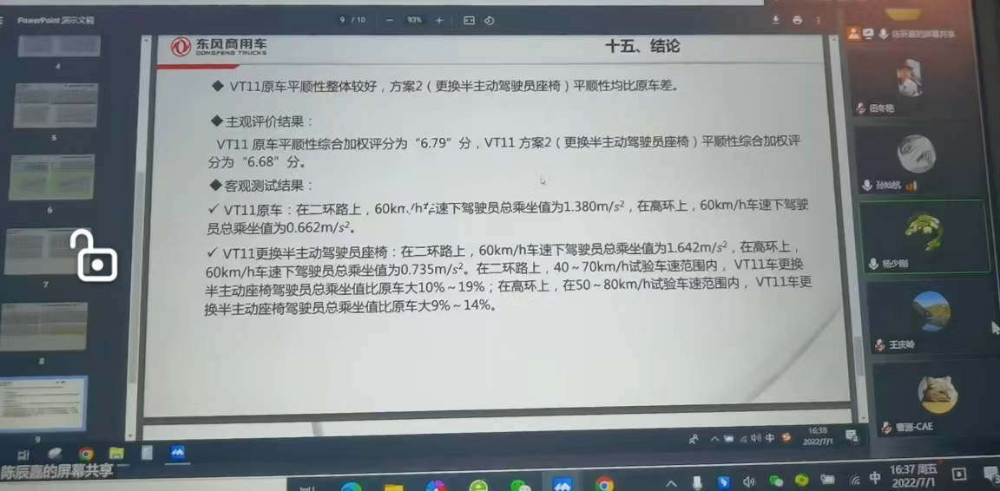 PowerPoint 演示文稿
9 / 10
93%
陈辰嘉的屏幕共享
东风商用车
DONGFENG TRUCKS
十五、结论
◆ VT11原车平顺性整体较好，方案2（更换半主动驾驶员座椅）平顺性均比原车差。
◆ 主观评价结果：
VT11 原车平顺性综合加权评分为“6.79”分，VT11 方案2（更换半主动驾驶员座椅）平顺性综合加权评
分为“6.68”分。
◆ 客观测试结果：
✓ VT11原车：在二环路上，60km/h车速下驾驶员总乘坐值为1.380m/s²，在高环上，60km/h车速下驾驶
员总乘坐值为0.662m/s²。
✓ VT11更换半主动驾驶员座椅：在二环路上，60km/h车速下驾驶员总乘坐值为1.642m/s²，在高环上，
60km/h车速下驾驶员总乘坐值为0.735m/s²。在二环路上，40～70km/h试验车速范围内， VT11车更换
半主动座椅驾驶员总乘坐值比原车大10%～19%；在高环上，在50～80km/h试验车速范围内， VT11车更
换半主动座椅驾驶员总乘坐值比原车大9%～14%。
4
5
6
7
8
9
田冬艳
孙灿杭
杨少刚
王庆岭
曹源-CAE
中
16:38
2022/7/1
4
陈辰嘉的屏幕共享
中
16:37 周五
2022/7/1
3